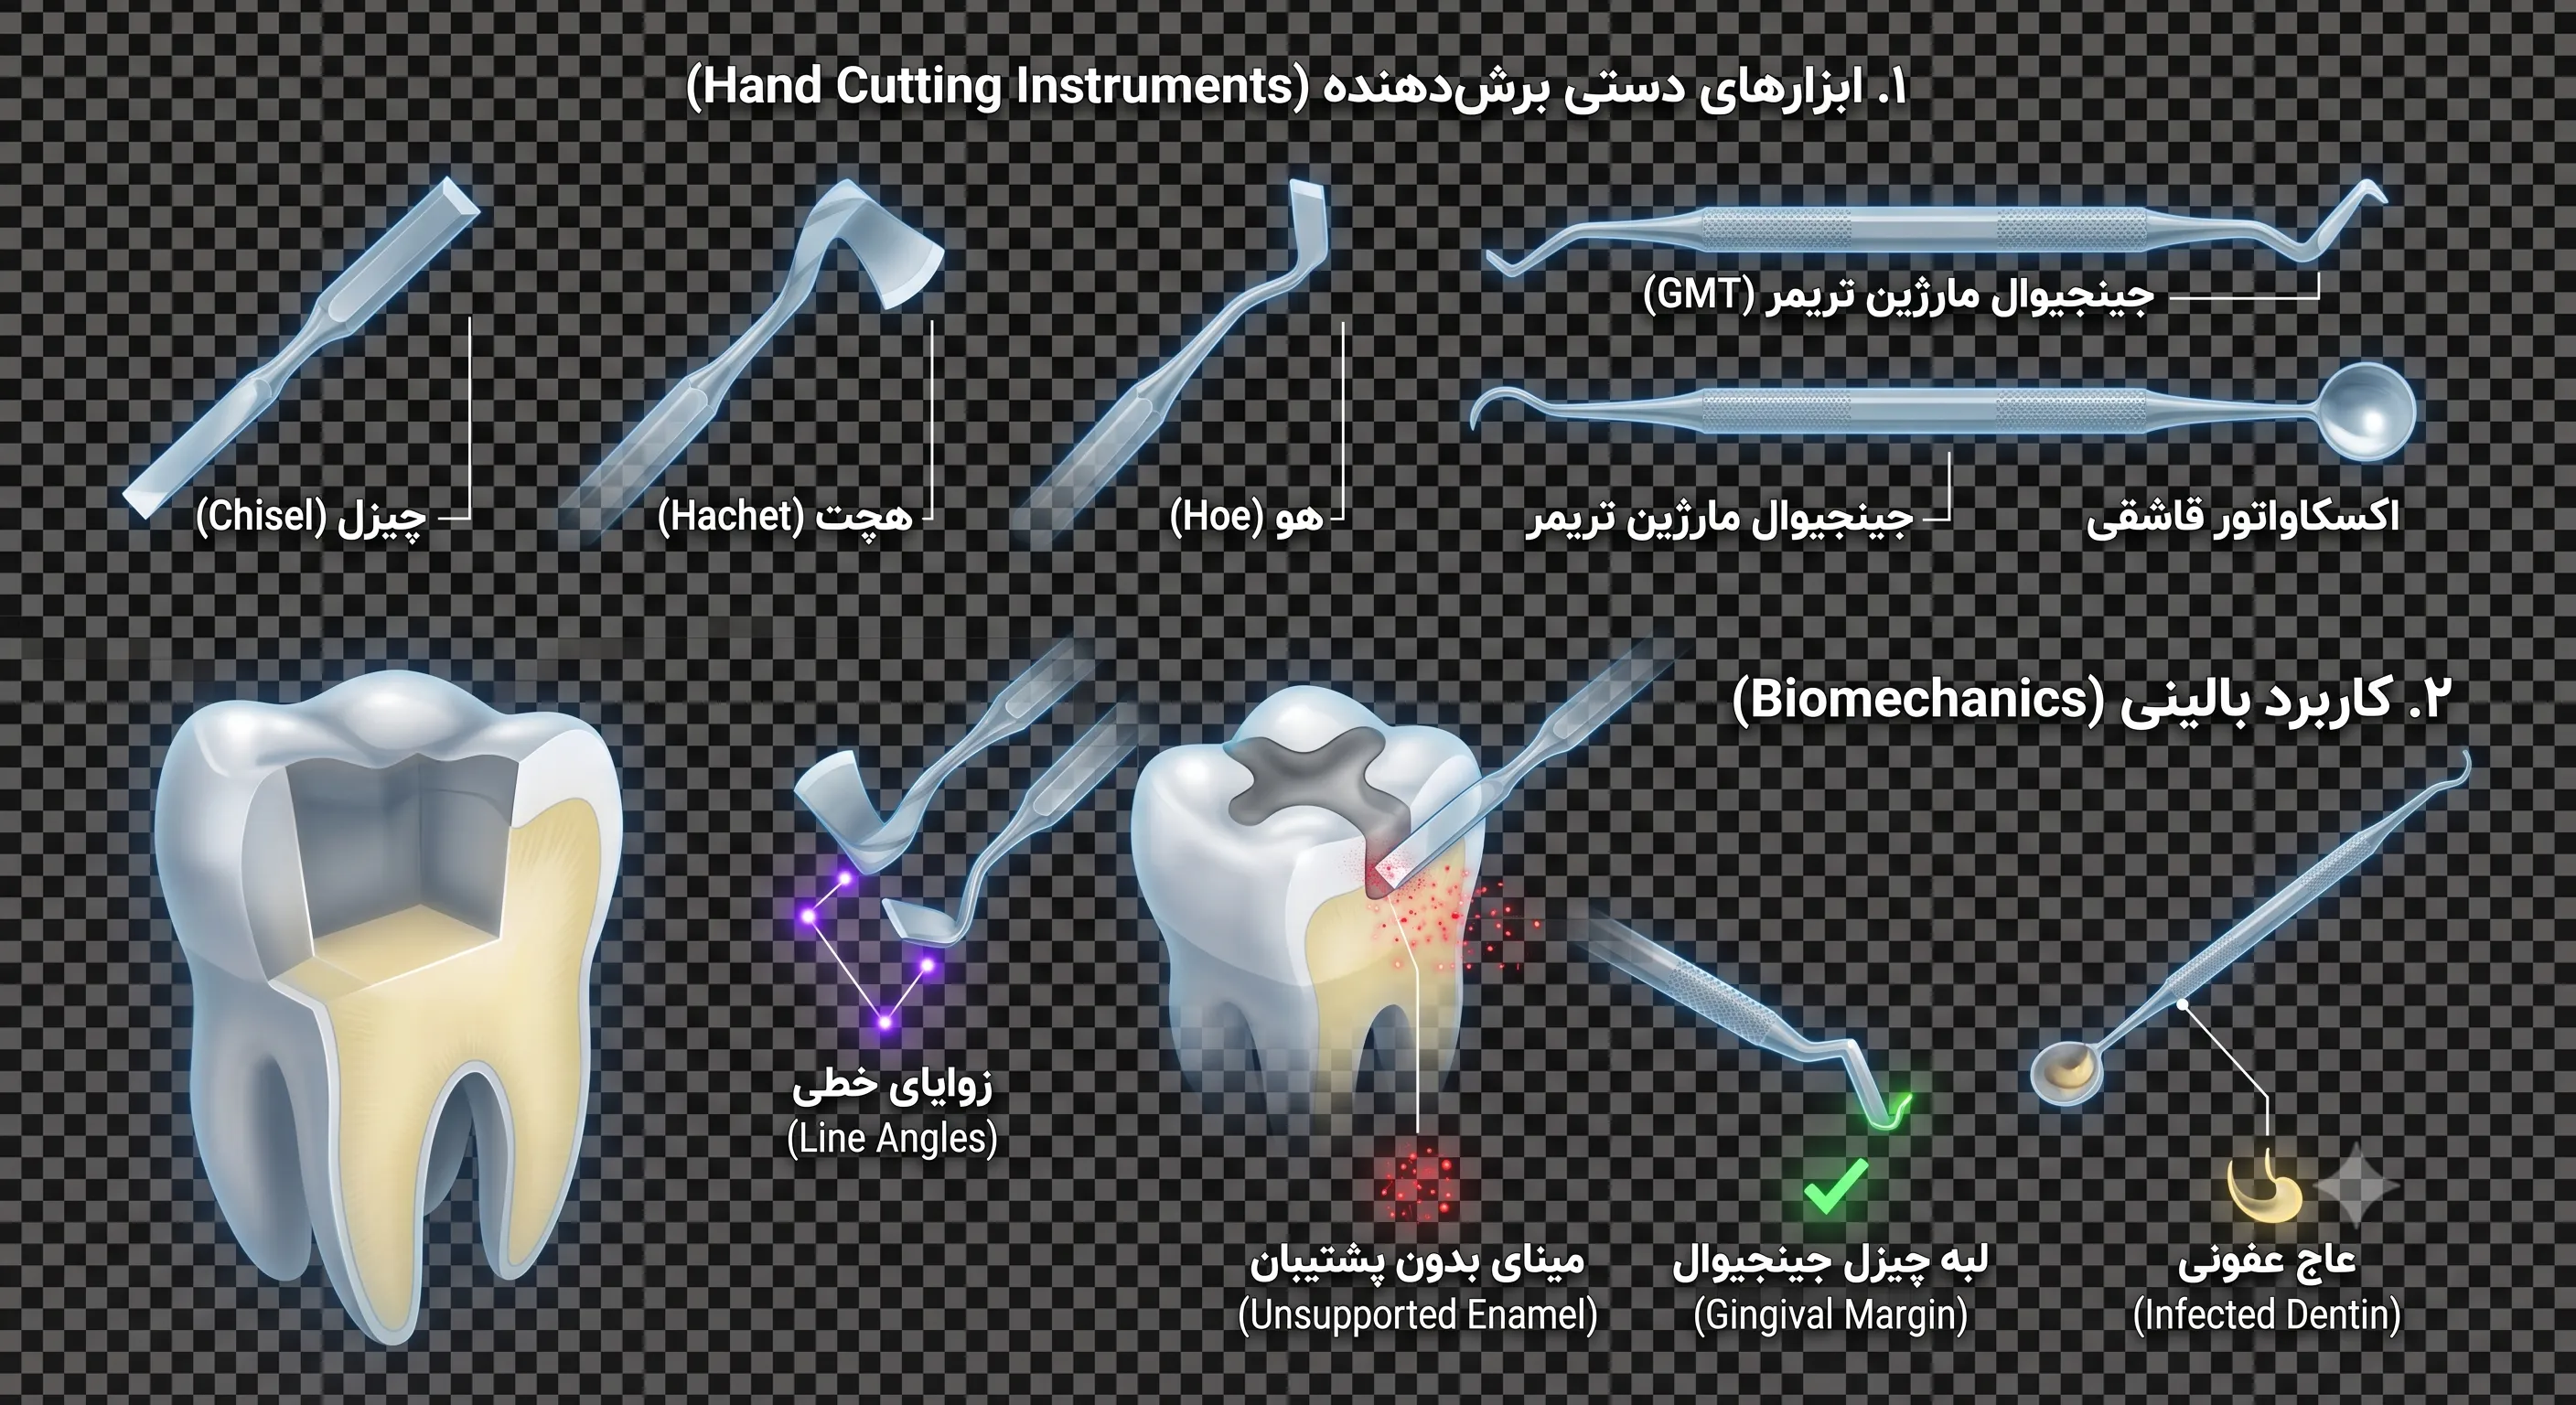 ۱. ابزارهای دستی برش‌دهنده (Hand Cutting Instruments)
جینجیوال مارژین تریمر (GMT)
چیزل (Chisel)
هچت (Hachet)
هو (Hoe)
جینجیوال مارژین تریمر
اکسکاواتور قاشقی
۲. کاربرد بالینی (Biomechanics)
زوایای خطی
(Line Angles)
مینای بدون پشتیبان
(Unsupported Enamel)
لبه چیزل جینجیوال
(Gingival Margin)
عاج عفونی
(Infected Dentin)